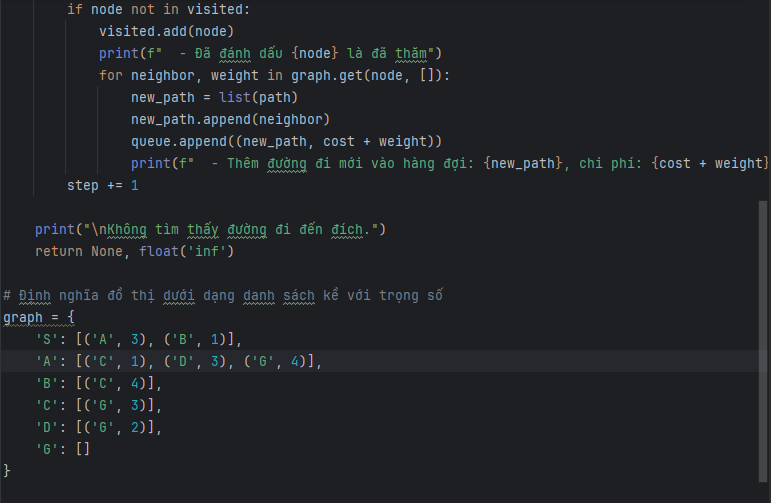 if node not in visited:
visited.add(node)
print(f"  - Đã đánh dấu {node} là đã thăm")
for neighbor, weight in graph.get(node, []):
new_path = list(path)
new_path.append(neighbor)
queue.append((new_path, cost + weight))
print(f"  - Thêm đường đi mới vào hàng đợi: {new_path}, chi phí: {cost + weight}
step += 1
print("\nKhông tìm thấy đường đi đến đích.")
return None, float('inf')
# Định nghĩa đồ thị dưới dạng danh sách kề với trọng số
graph = {
'S': [('A', 3), ('B', 1)],
'A': [('C', 1), ('D', 3), ('G', 4)],
'B': [('C', 4)],
'C': [('G', 3)],
'D': [('G', 2)],
'G': []
}